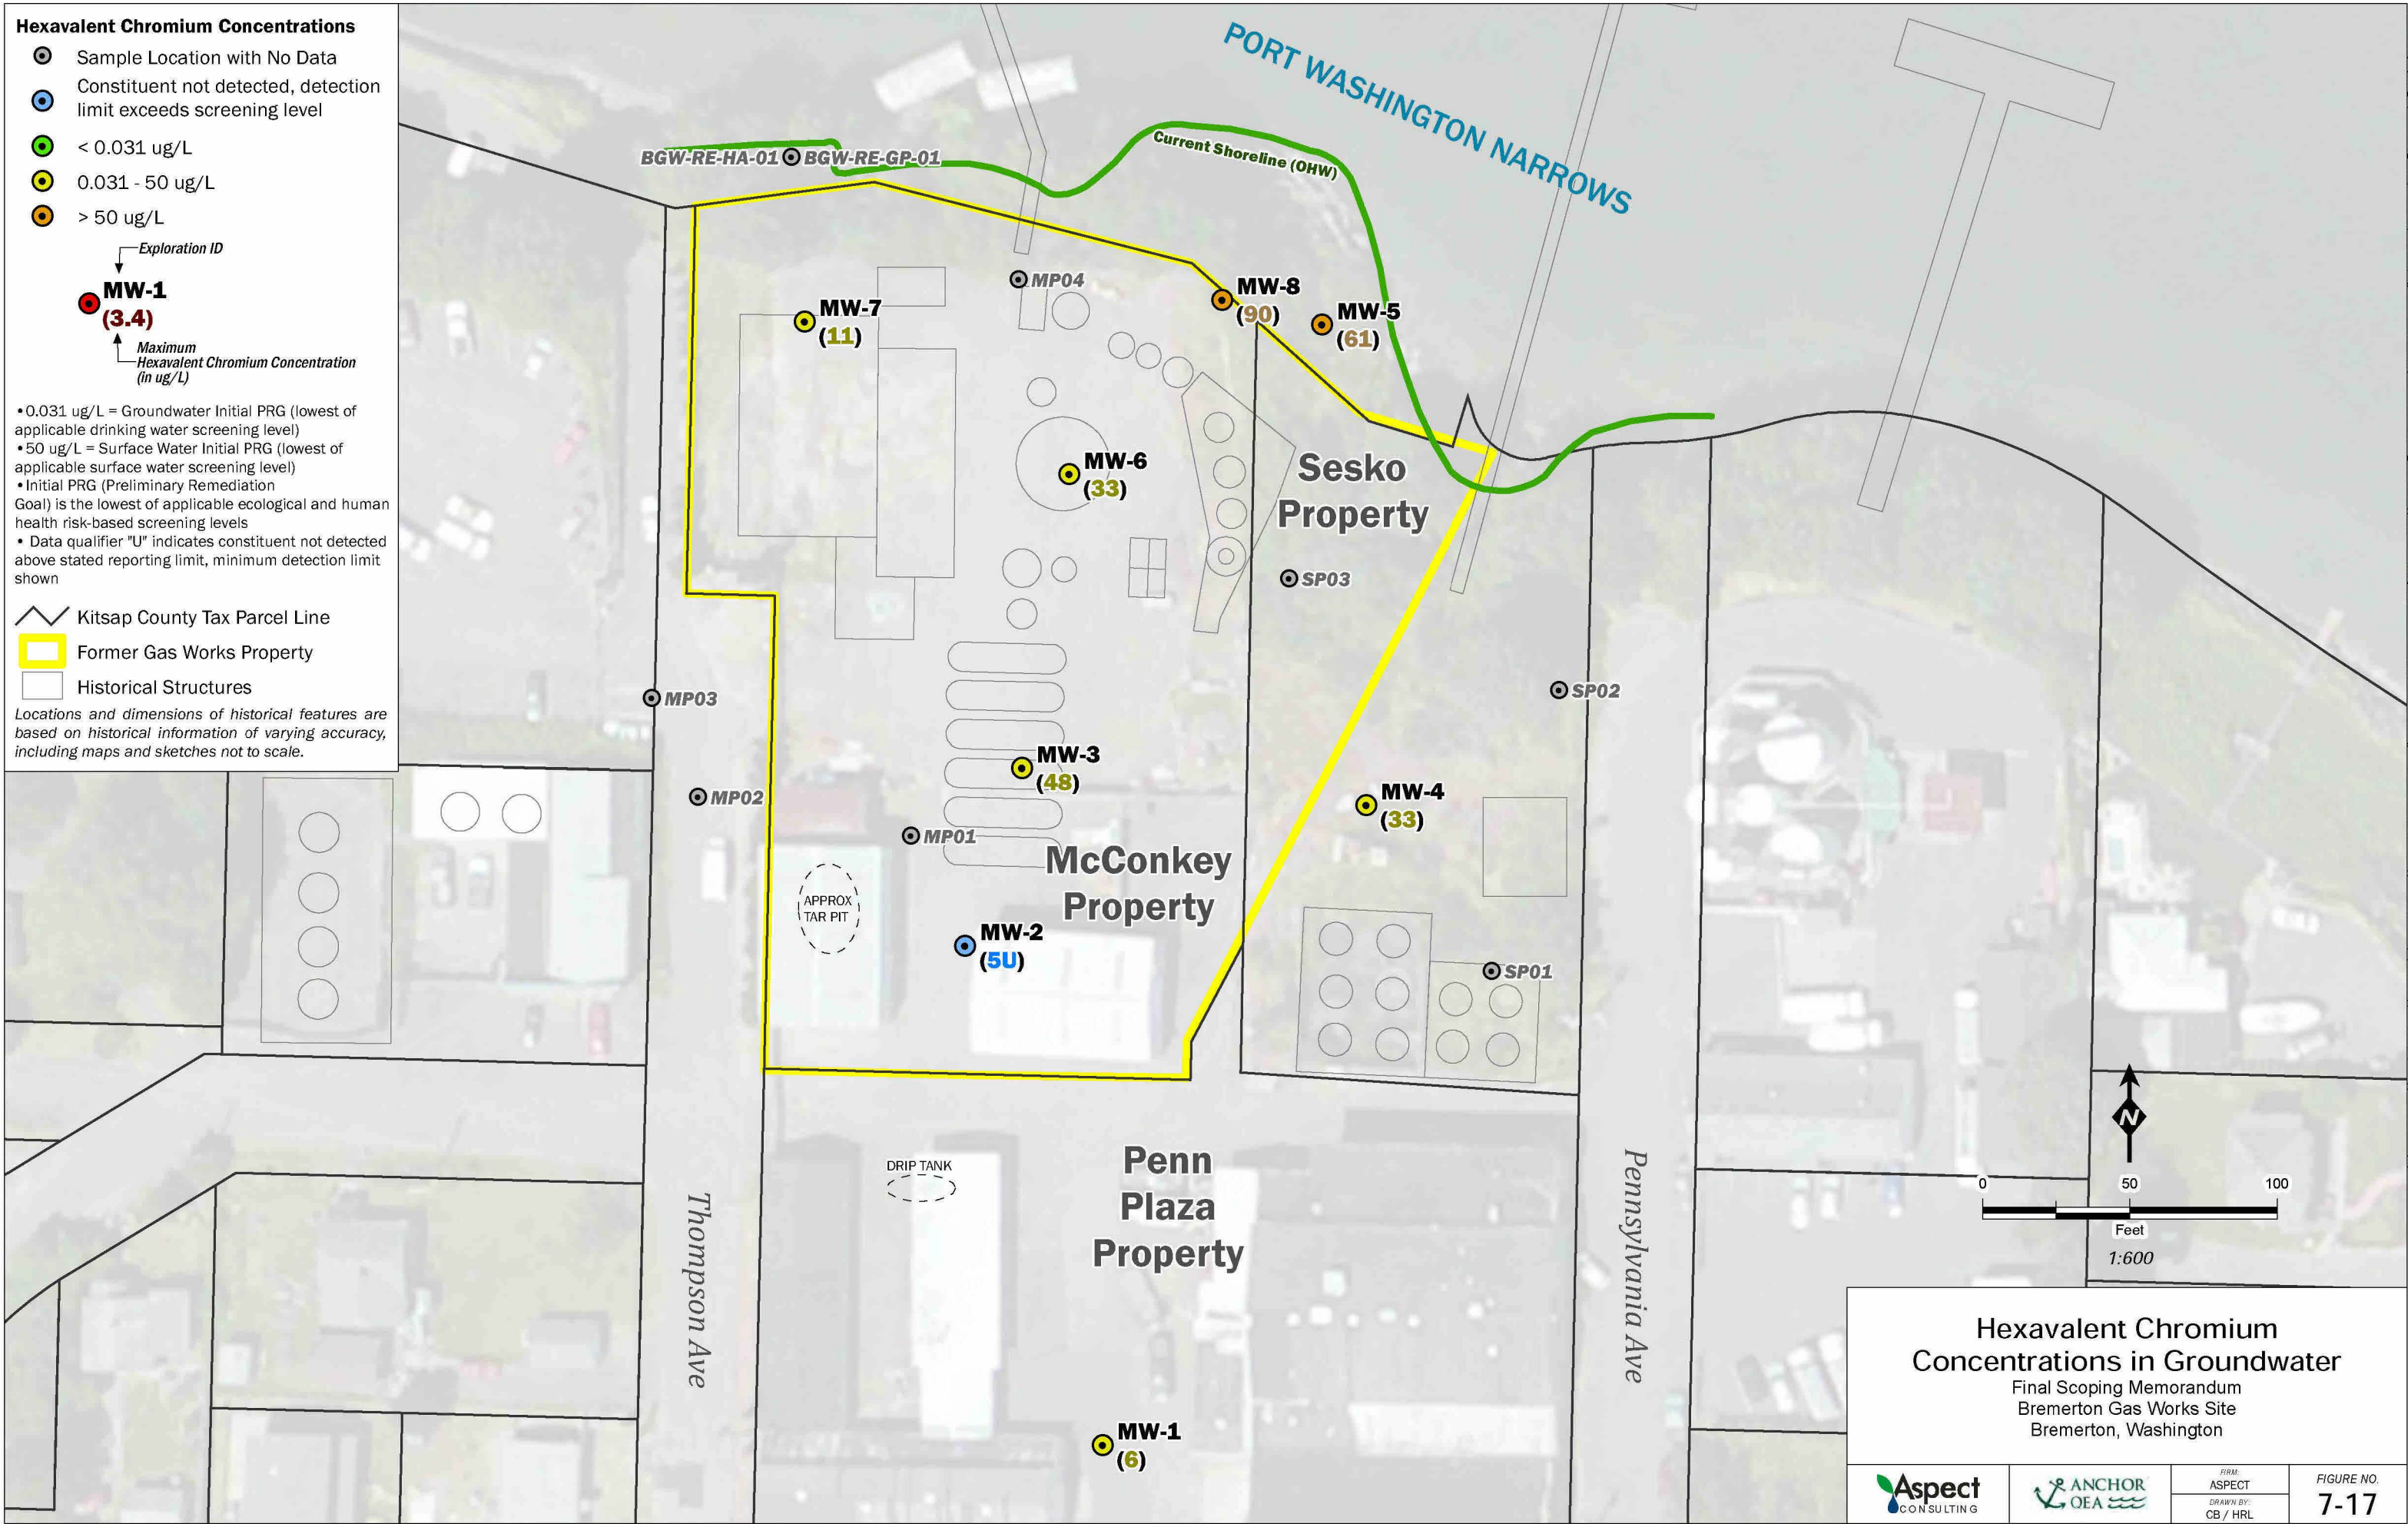 Hexavalent Chromium Concentrations
Sample Location with No Data
Constituent not detected, detection
limit exceeds screening level
< 0.031 ug/L
0.031 - 50 ug/L
> 50 ug/L
Exploration ID
MW-1
(3.4)
Maximum
Hexavalent Chromium Concentration
(in ug/L)
•0.031 ug/L = Groundwater Initial PRG (lowest of
applicable drinking water screening level)
•50 ug/L = Surface Water Initial PRG (lowest of
applicable surface water screening level)
•Initial PRG (Preliminary Remediation
Goal) is the lowest of applicable ecological and human
health risk-based screening levels
• Data qualifier "U" indicates constituent not detected
above stated reporting limit, minimum detection limit
shown
Kitsap County Tax Parcel Line
Former Gas Works Property
Historical Structures
Locations and dimensions of historical features are
based on historical information of varying accuracy,
including maps and sketches not to scale.
PORT WASHINGTON NARROWS
Current Shoreline (OHW)
BGW-RE-HA-01
BGW-RE-GP-01
MP04
MW-8
(90)
MW-5
(61)
MW-7
(11)
MW-6
(33)
Sesko
Property
SP03
MP03
SP02
MW-3
(48)
MW-4
(33)
MP02
MP01
McConkey
Property
APPROX
TAR PIT
MW-2
(5U)
SP01
DRIP TANK
Penn
Plaza
Property
Thompson Ave
Pennsylvania Ave
MW-1
(6)
N
0 50 100
Feet
1:600
Hexavalent Chromium
Concentrations in Groundwater
Final Scoping Memorandum
Bremerton Gas Works Site
Bremerton, Washington
Aspect
CONSULTING
ANCHOR
QEA
FIRM:
ASPECT
DRAWN BY:
CB / HRL
FIGURE NO.
7-17